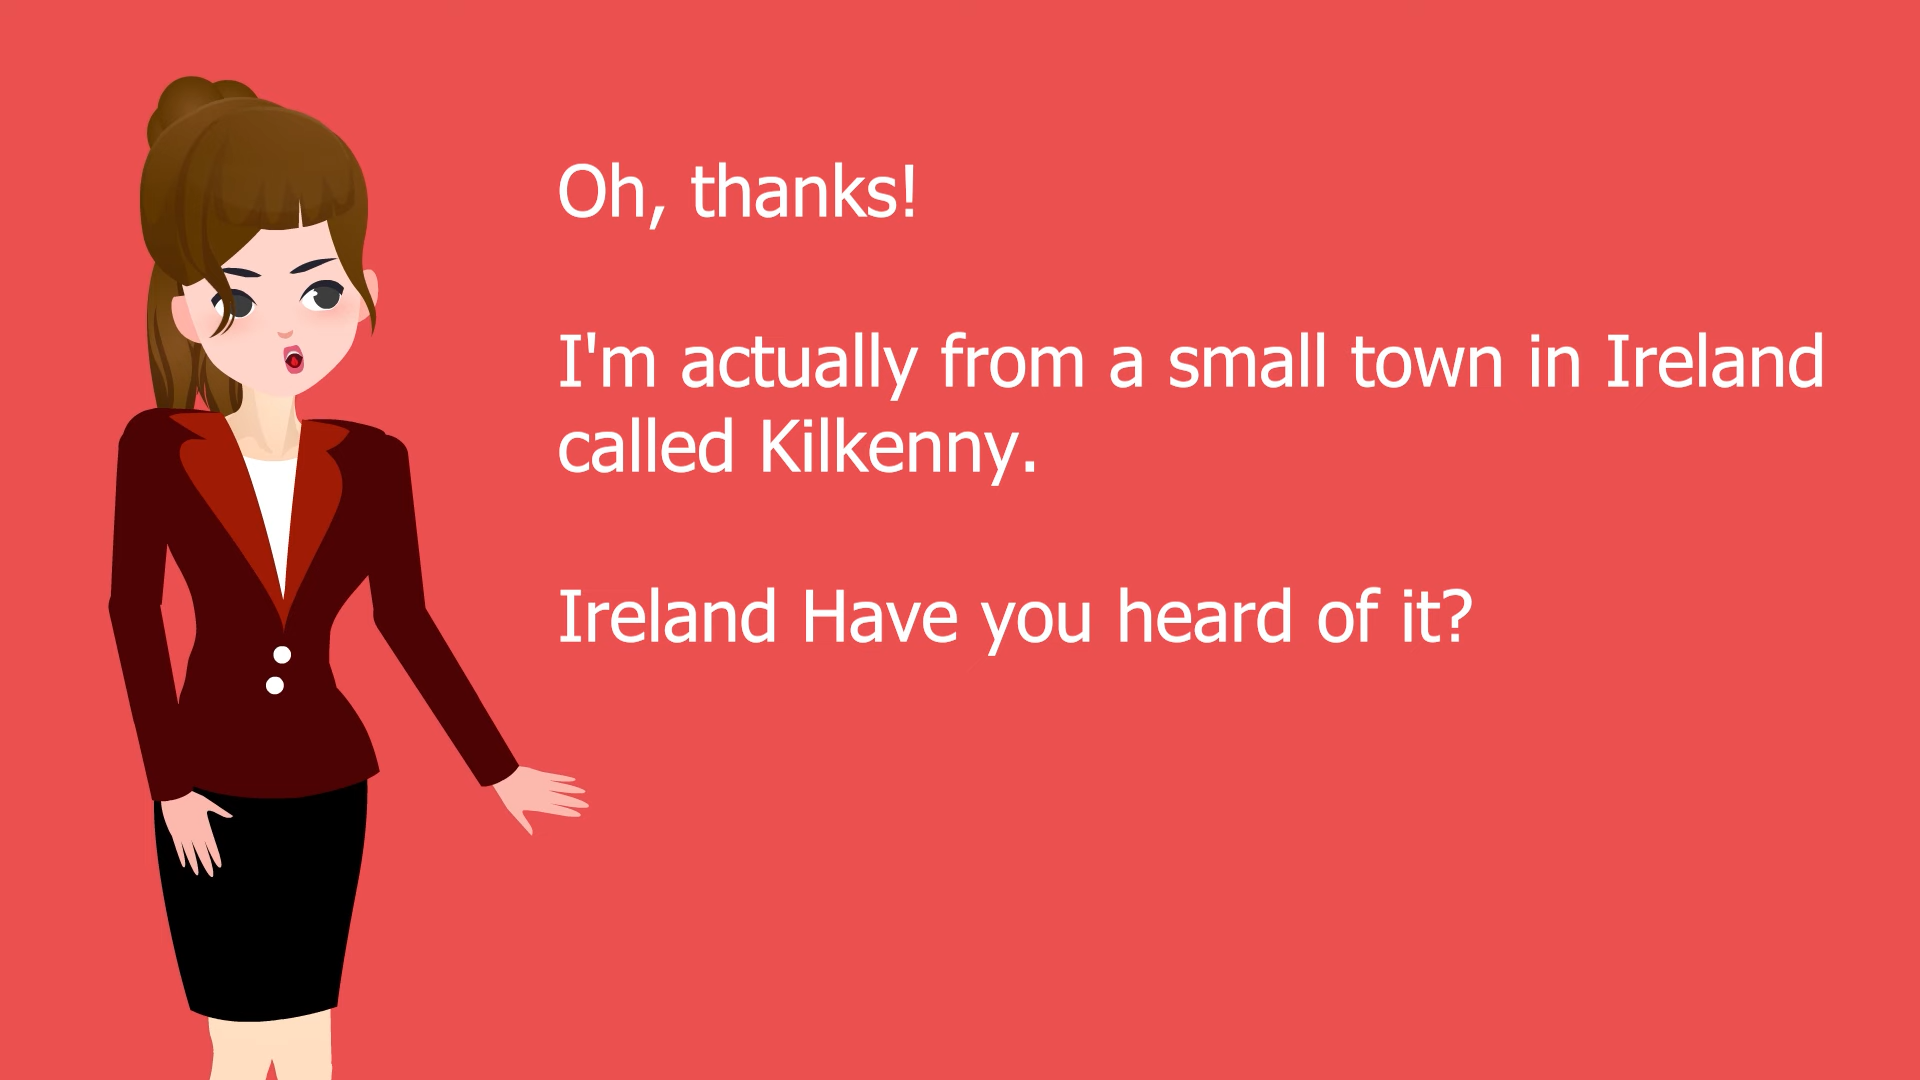 Oh, thanks!
I'm actually from a small town in Ireland
called Kilkenny.
Ireland Have you heard of it?